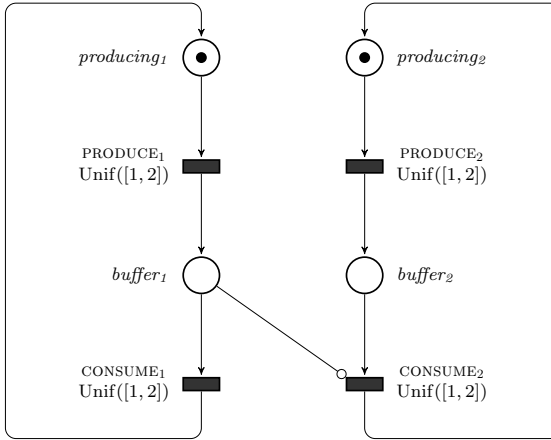 producing₁
producing₂
PRODUCE₁
Unif([1, 2])
PRODUCE₂
Unif([1, 2])
buffer₁
buffer₂
CONSUME₁
Unif([1, 2])
CONSUME₂
Unif([1, 2])